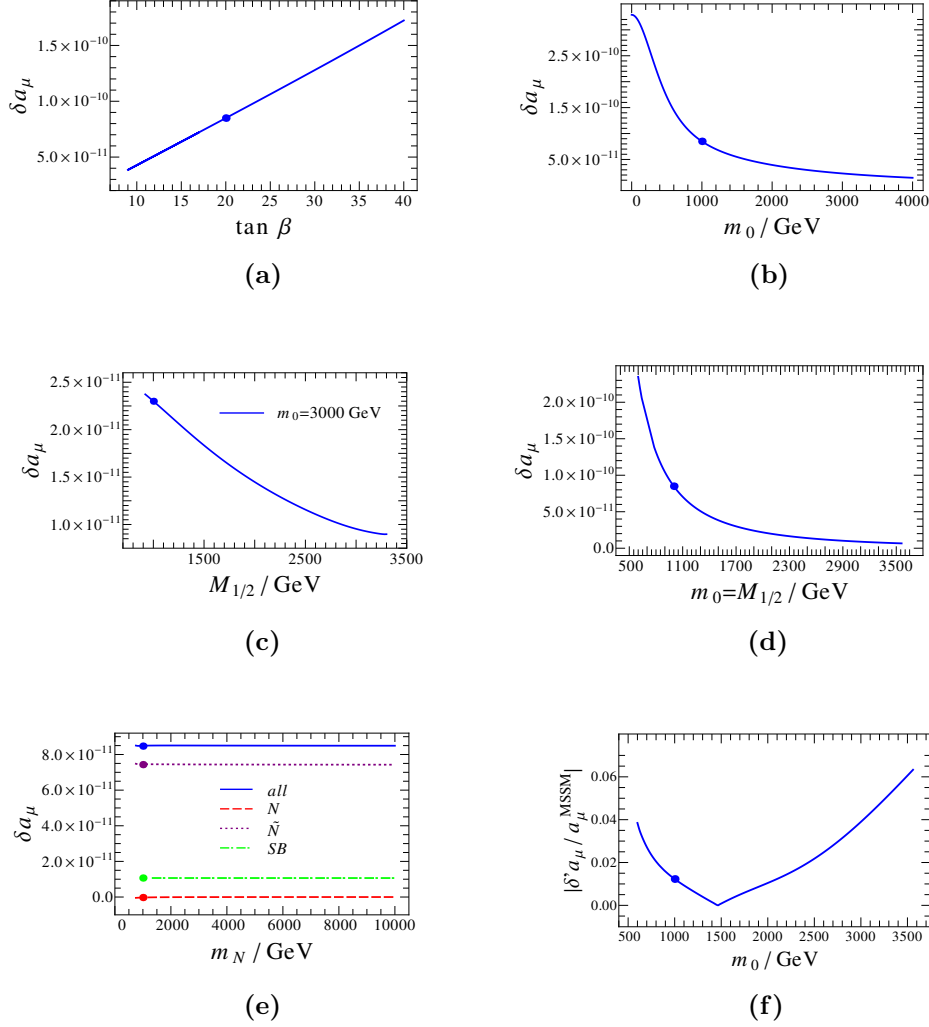 δa_μ
1.5×10⁻¹⁰
1.0×10⁻¹⁰
5.0×10⁻¹¹
10 15 20 25 30 35 40
tan β
(a)
δa_μ
2.5×10⁻¹⁰
1.5×10⁻¹⁰
5.0×10⁻¹¹
0 1000 2000 3000 4000
m₀ / GeV
(b)
δa_μ
2.5×10⁻¹¹
2.0×10⁻¹¹
1.5×10⁻¹¹
1.0×10⁻¹¹
m₀=3000 GeV
1500 2500 3500
M₁/₂ / GeV
(c)
δa_μ
2.0×10⁻¹⁰
1.5×10⁻¹⁰
1.0×10⁻¹⁰
5.0×10⁻¹¹
0.0
500 1100 1700 2300 2900 3500
m₀=M₁/₂ / GeV
(d)
δa_μ
8.0×10⁻¹¹
6.0×10⁻¹¹
4.0×10⁻¹¹
2.0×10⁻¹¹
0.0
all
N
Ñ
SB
0 2000 4000 6000 8000 10000
m_N / GeV
(e)
|δ'a_μ / a_μ^MSSM|
0.06
0.04
0.02
0.00
500 1000 1500 2000 2500 3000 3500
m₀ / GeV
(f)